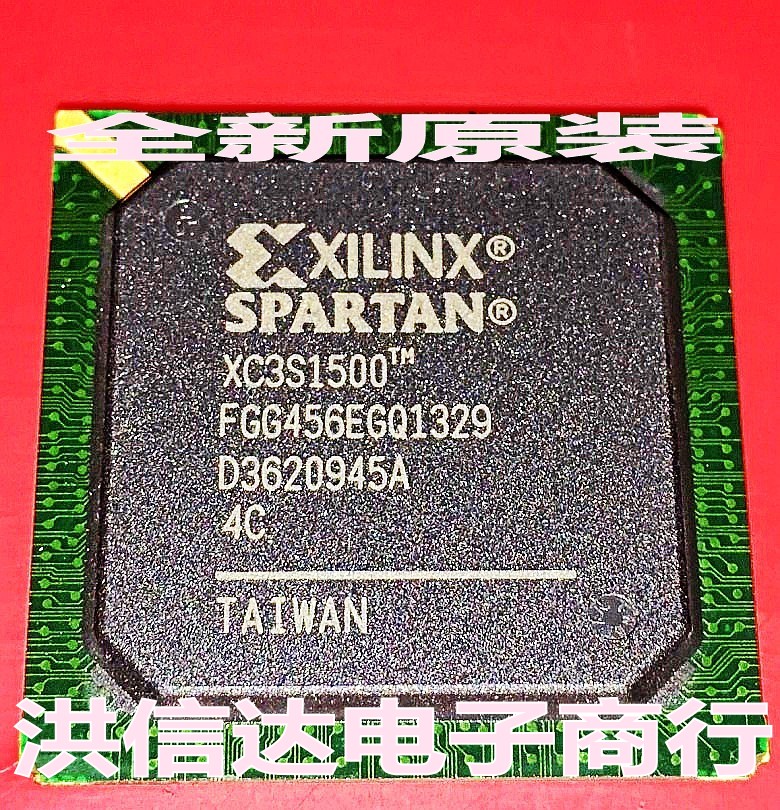 全新原装
XILINX®
SPARTAN®
XC3S1500™
FGG456EGQ1329
D3620945A
4C
TAIWAN
洪信达电子商行